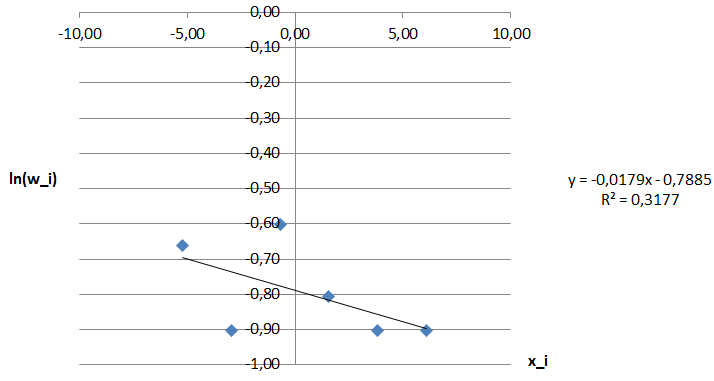 0,00
-10,00 -5,00 0,00 5,00 10,00
-0,10
-0,20
-0,30
-0,40
ln(w_i)
-0,50
-0,60
-0,70
-0,80
-0,90
-1,00
x_i
y = -0,0179x - 0,7885
R² = 0,3177